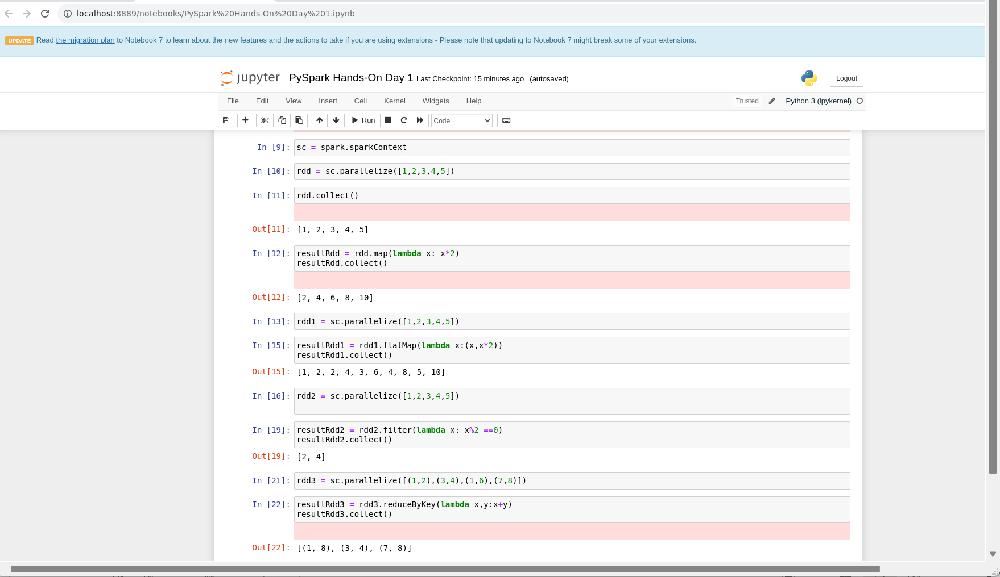 localhost:8889/notebooks/PySpark%20Hands-On%20Day%201.ipynb
UPDATE Read the migration plan to Notebook 7 to learn about the new features and the actions to take if you are using extensions - Please note that updating to Notebook 7 might break some of your extensions.
jupyter PySpark Hands-On Day 1 Last Checkpoint: 15 minutes ago (autosaved) Logout
File Edit View Insert Cell Kernel Widgets Help Trusted Python 3 (ipykernel)
Run Code
In [9]: sc = spark.sparkContext
In [10]: rdd = sc.parallelize([1,2,3,4,5])
In [11]: rdd.collect()
Out[11]: [1, 2, 3, 4, 5]
In [12]: resultRdd = rdd.map(lambda x: x*2)
resultRdd.collect()
Out[12]: [2, 4, 6, 8, 10]
In [13]: rdd1 = sc.parallelize([1,2,3,4,5])
In [15]: resultRdd1 = rdd1.flatMap(lambda x:(x,x*2))
resultRdd1.collect()
Out[15]: [1, 2, 2, 4, 3, 6, 4, 8, 5, 10]
In [16]: rdd2 = sc.parallelize([1,2,3,4,5])
In [19]: resultRdd2 = rdd2.filter(lambda x: x%2 ==0)
resultRdd2.collect()
Out[19]: [2, 4]
In [21]: rdd3 = sc.parallelize([(1,2),(3,4),(1,6),(7,8)])
In [22]: resultRdd3 = rdd3.reduceByKey(lambda x,y:x+y)
resultRdd3.collect()
Out[22]: [(1, 8), (3, 4), (7, 8)]